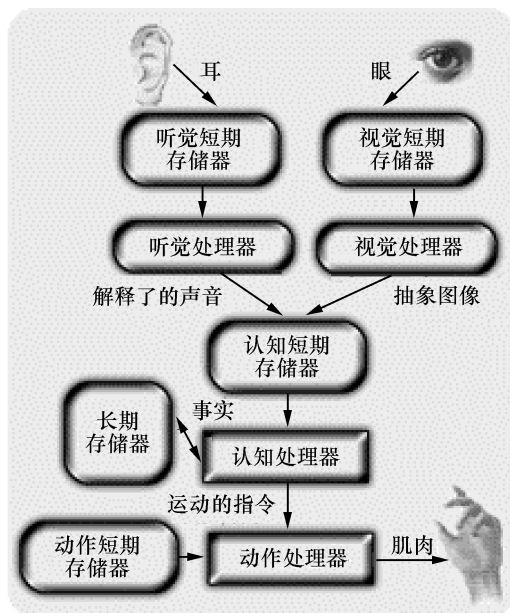 耳
眼
听觉短期
存储器
视觉短期
存储器
听觉处理器
视觉处理器
解释了的声音
抽象图像
认知短期
存储器
长期
存储器
事实
认知处理器
运动的指令
动作短期
存储器
动作处理器
肌肉